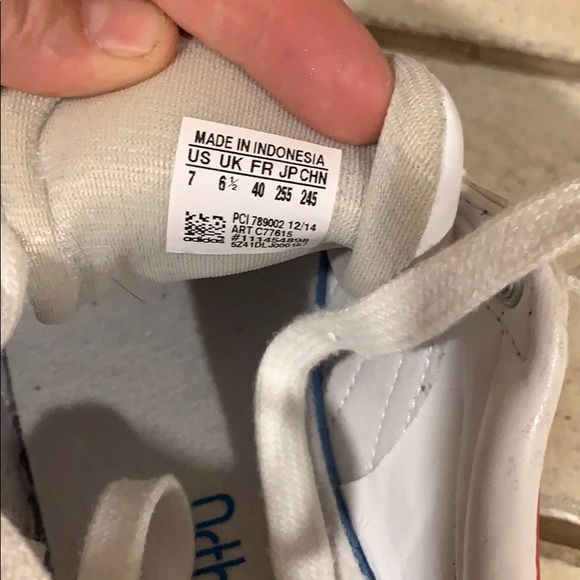 MADE IN INDONESIA
US UK FR JP CHN
7 6½ 40 255 245
PCI 789002 12/14
ART C77615
adidas #111454898